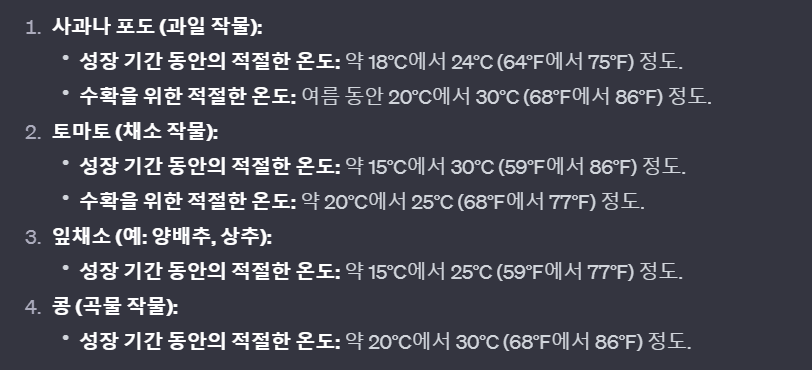 1. 사과나 포도 (과일 작물):
• 성장 기간 동안의 적절한 온도: 약 18°C에서 24°C (64°F에서 75°F) 정도.
• 수확을 위한 적절한 온도: 여름 동안 20°C에서 30°C (68°F에서 86°F) 정도.
2. 토마토 (채소 작물):
• 성장 기간 동안의 적절한 온도: 약 15°C에서 30°C (59°F에서 86°F) 정도.
• 수확을 위한 적절한 온도: 약 20°C에서 25°C (68°F에서 77°F) 정도.
3. 잎채소 (예: 양배추, 상추):
• 성장 기간 동안의 적절한 온도: 약 15°C에서 25°C (59°F에서 77°F) 정도.
4. 콩 (곡물 작물):
• 성장 기간 동안의 적절한 온도: 약 20°C에서 30°C (68°F에서 86°F) 정도.